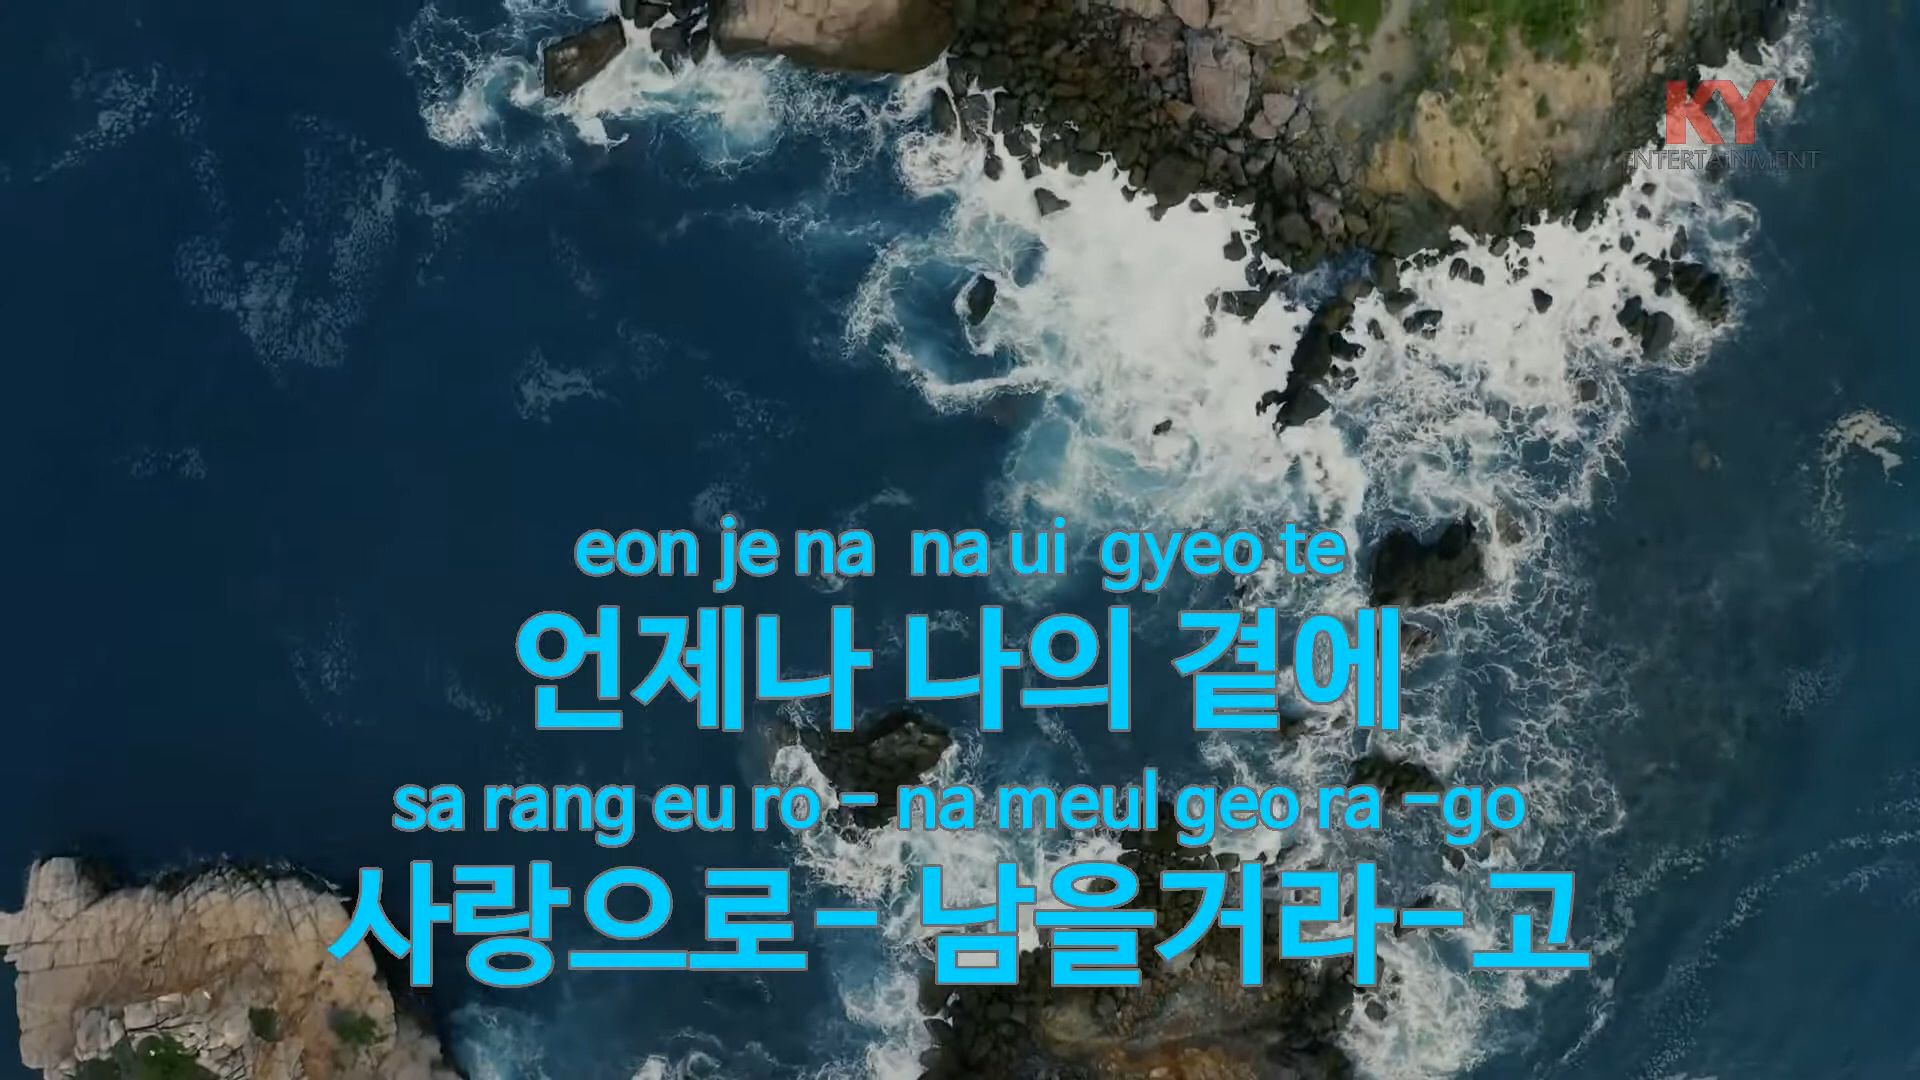 KY
ENTERTAINMENT
eon je na na ui gyeo te
언제나 나의 곁에
sa rang eu ro - na meul geo ra -go
사랑으로- 남을거라-고